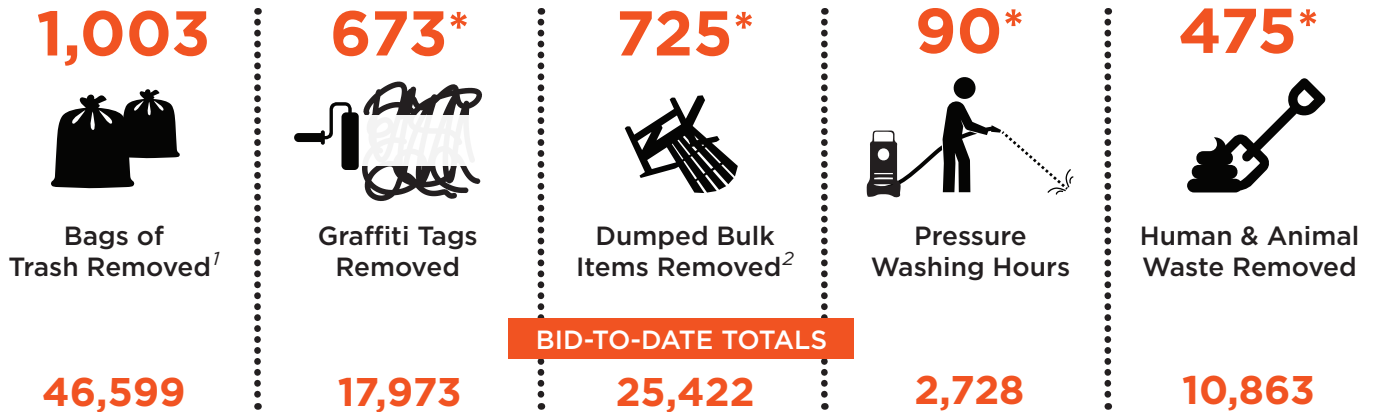 1,003
673*
725*
90*
475*
Bags of
Trash Removed1
Graffiti Tags
Removed
Dumped Bulk
Items Removed2
Pressure
Washing Hours
Human & Animal
Waste Removed
BID-TO-DATE TOTALS
46,599
17,973
25,422
2,728
10,863